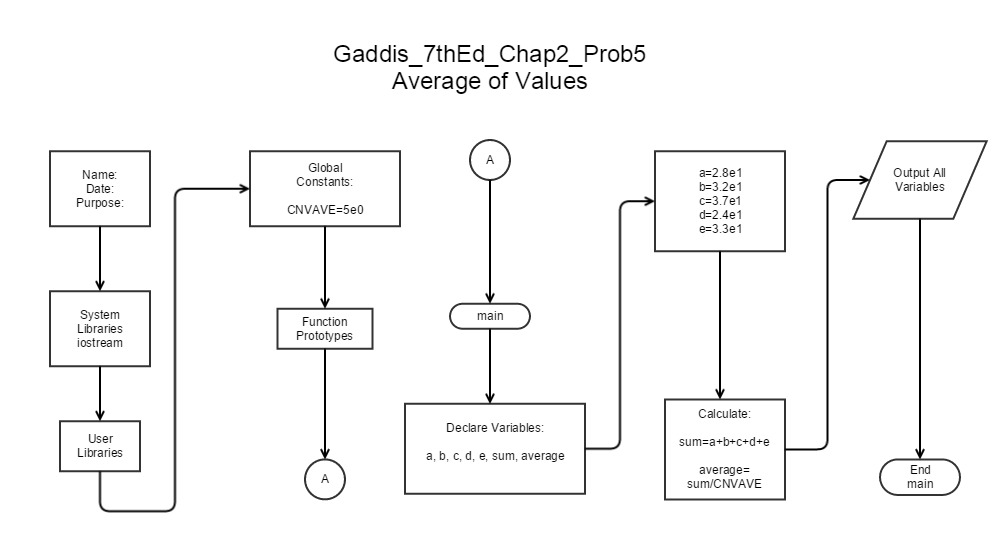 Gaddis_7thEd_Chap2_Prob5
Average of Values
Name:
Date:
Purpose:
System
Libraries
iostream
User
Libraries
Global
Constants:
CNVAVE=5e0
Function
Prototypes
A
A
main
Declare Variables:
a, b, c, d, e, sum, average
a=2.8e1
b=3.2e1
c=3.7e1
d=2.4e1
e=3.3e1
Calculate:
sum=a+b+c+d+e
average=
sum/CNVAVE
Output All
Variables
End
main